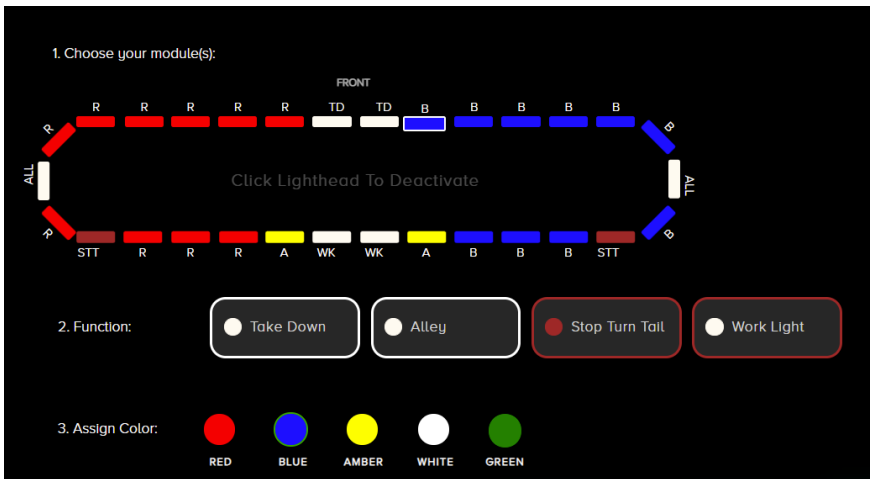 1. Choose your module(s):
FRONT
R R R R R TD TD B B B B B
R B
ALL Click Lighthead To Deactivate ALL
R B
STT R R R A WK WK A B B B STT
2. Function: Take Down Alley Stop Turn Tail Work Light
3. Assign Color:
RED BLUE AMBER WHITE GREEN